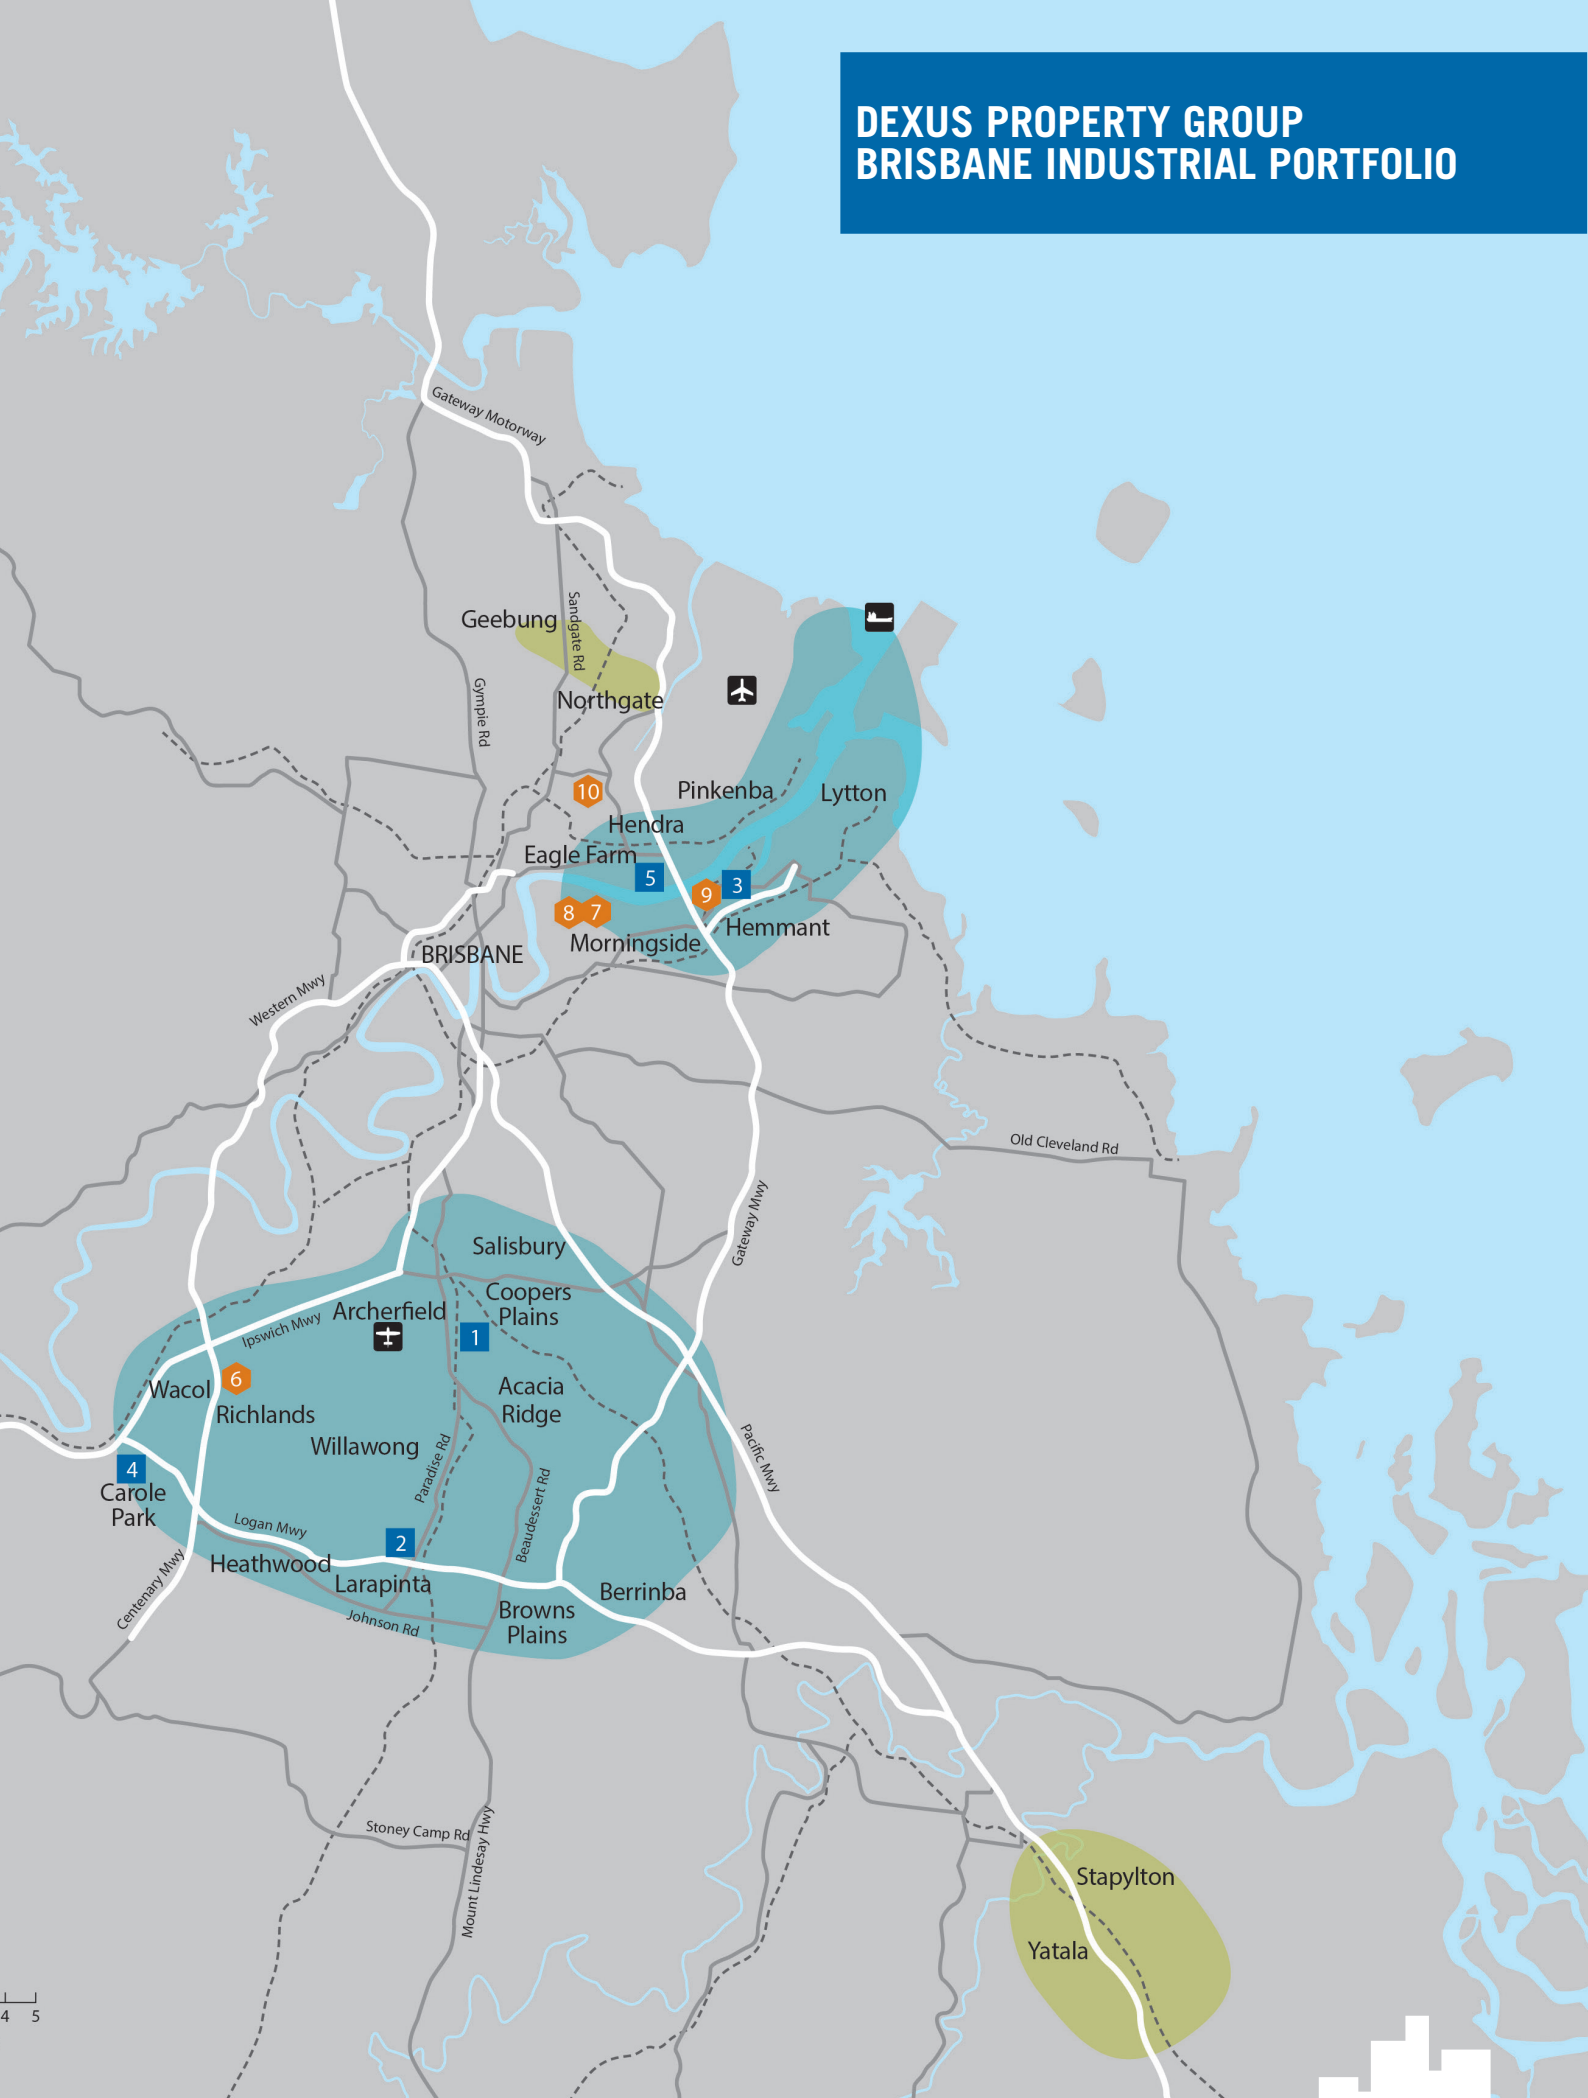 DEXUS PROPERTY GROUP
BRISBANE INDUSTRIAL PORTFOLIO
Gateway Motorway
Geebung
Sandgate Rd
Northgate
Gympie Rd
10
Pinkenba
Lytton
Hendra
Eagle Farm
5
9
3
8
7
Hemmant
Morningside
BRISBANE
Western Mwy
Old Cleveland Rd
Gateway Mwy
Salisbury
Coopers
Plains
Archerfield
Ipswich Mwy
1
6
Wacol
Richlands
Acacia
Ridge
Willawong
Paradise Rd
Pacific Mwy
4
Carole
Park
Beaudessert Rd
Logan Mwy
2
Heathwood
Larapinta
Centenary Mwy
Berrinba
Browns
Plains
Johnson Rd
Stoney Camp Rd
Mount Lindesay Hwy
Stapylton
Yatala
4 5